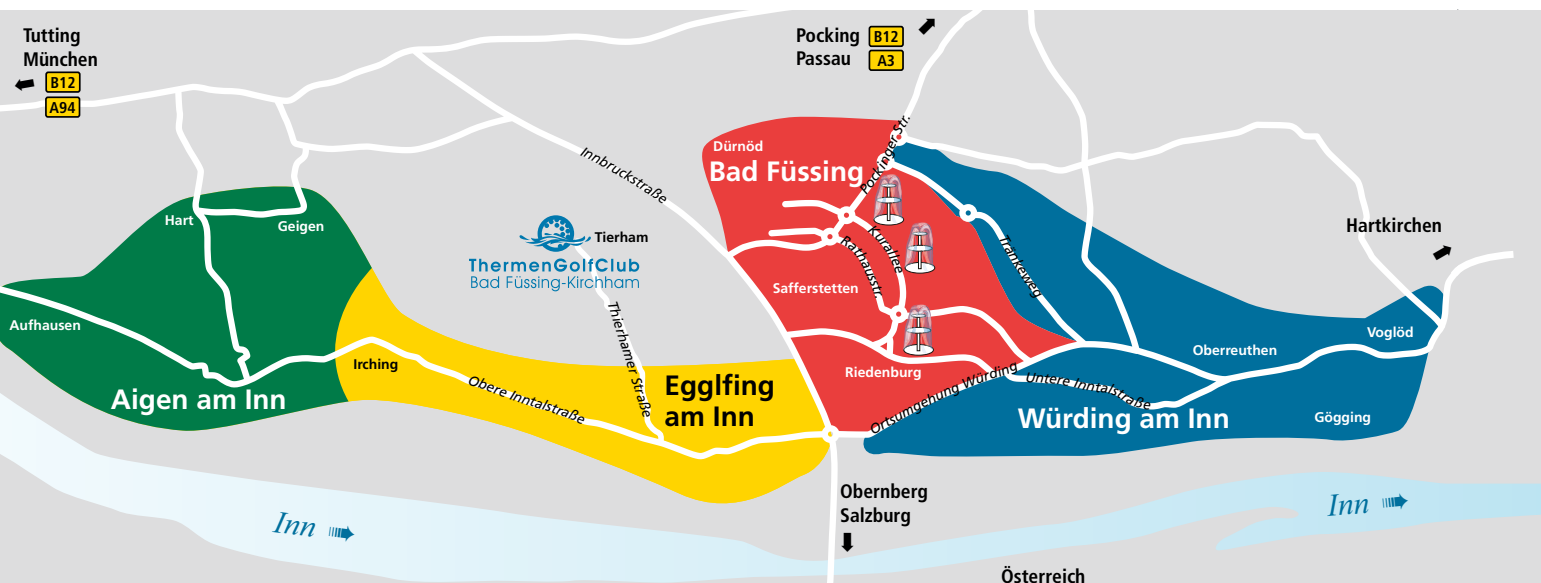 Tutting
München
B12
A94
Pocking B12
Passau A3
Innbruckstraße
Dürnöd
Bad Füssing
Pockinger Str.
Hart
Geigen
Tierham
ThermenGolfClub
Bad Füssing-Kirchham
Kurallee
Rathausstr.
Tränkeweg
Hartkirchen
Safferstetten
Thierhamer Straße
Aufhausen
Irching
Voglöd
Oberreuthen
Riedenburg
Aigen am Inn
Obere Inntalstraße
Egglfing
am Inn
Ortsumgehung Würding
Untere Inntalstraße
Würding am Inn
Gögging
Obernberg
Salzburg
Inn
Inn
Österreich